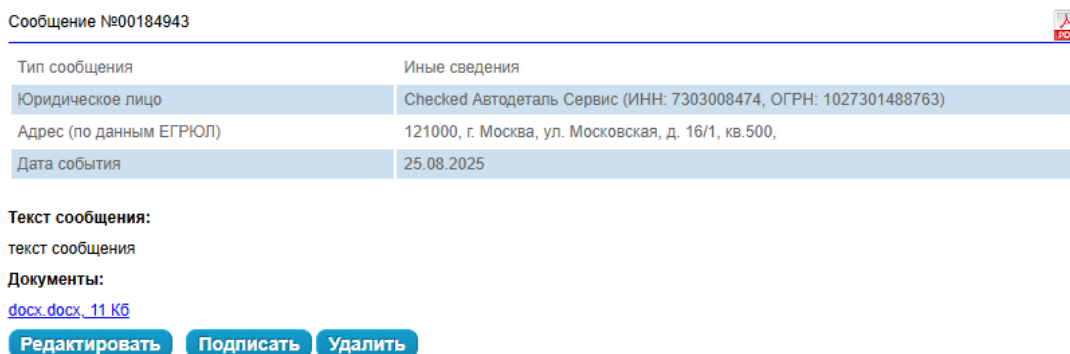 Сообщение №00184943
PDF
Тип сообщения Иные сведения
Юридическое лицо Checked Автодеталь Сервис (ИНН: 7303008474, ОГРН: 1027301488763)
Адрес (по данным ЕГРЮЛ) 121000, г. Москва, ул. Московская, д. 16/1, кв.500,
Дата события 25.08.2025
Текст сообщения:
текст сообщения
Документы:
docx.docx, 11 Кб
Редактировать Подписать Удалить